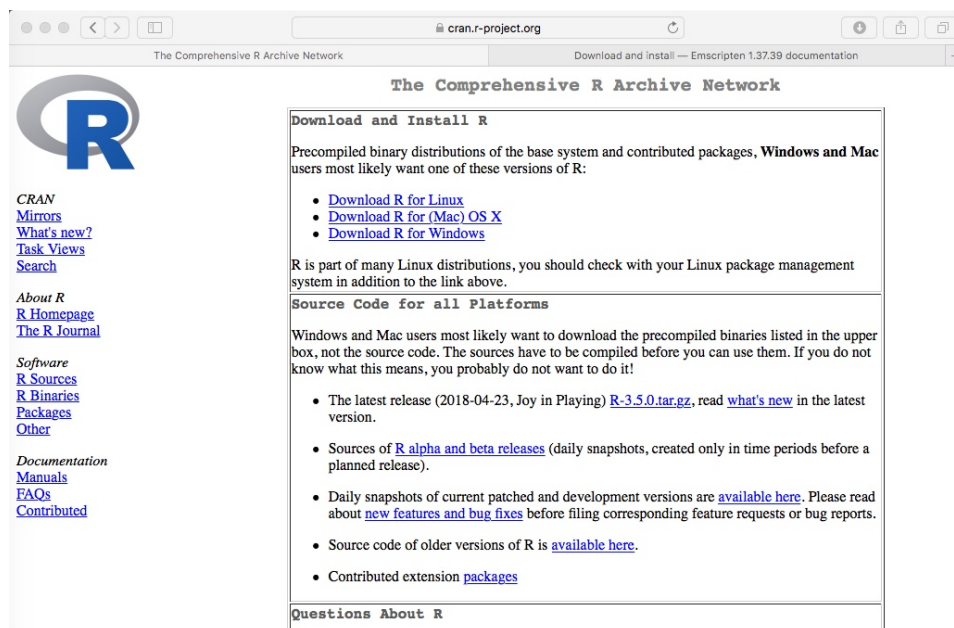 cran.r-project.org
The Comprehensive R Archive Network
Download and install — Emscripten 1.37.39 documentation
R
CRAN
Mirrors
What's new?
Task Views
Search
About R
R Homepage
The R Journal
Software
R Sources
R Binaries
Packages
Other
Documentation
Manuals
FAQs
Contributed
The Comprehensive R Archive Network
Download and Install R
Precompiled binary distributions of the base system and contributed packages, Windows and Mac
users most likely want one of these versions of R:
• Download R for Linux
• Download R for (Mac) OS X
• Download R for Windows
R is part of many Linux distributions, you should check with your Linux package management
system in addition to the link above.
Source Code for all Platforms
Windows and Mac users most likely want to download the precompiled binaries listed in the upper
box, not the source code. The sources have to be compiled before you can use them. If you do not
know what this means, you probably do not want to do it!
• The latest release (2018-04-23, Joy in Playing) R-3.5.0.tar.gz, read what's new in the latest
version.
• Sources of R alpha and beta releases (daily snapshots, created only in time periods before a
planned release).
• Daily snapshots of current patched and development versions are available here. Please read
about new features and bug fixes before filing corresponding feature requests or bug reports.
• Source code of older versions of R is available here.
• Contributed extension packages
Questions About R